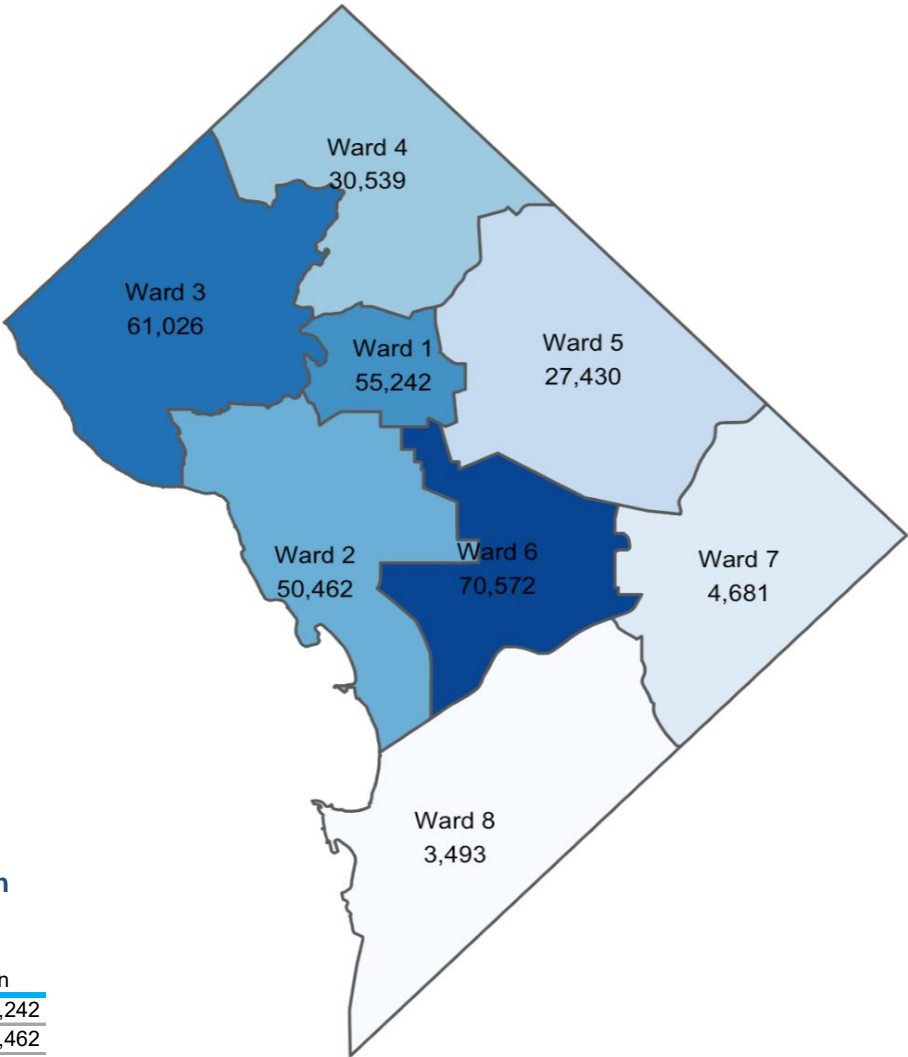 Ward 4
30,539
Ward 3
61,026
Ward 1
55,242
Ward 5
27,430
Ward 2
50,462
Ward 6
70,572
Ward 7
4,681
Ward 8
3,493
n
n
,242
,462